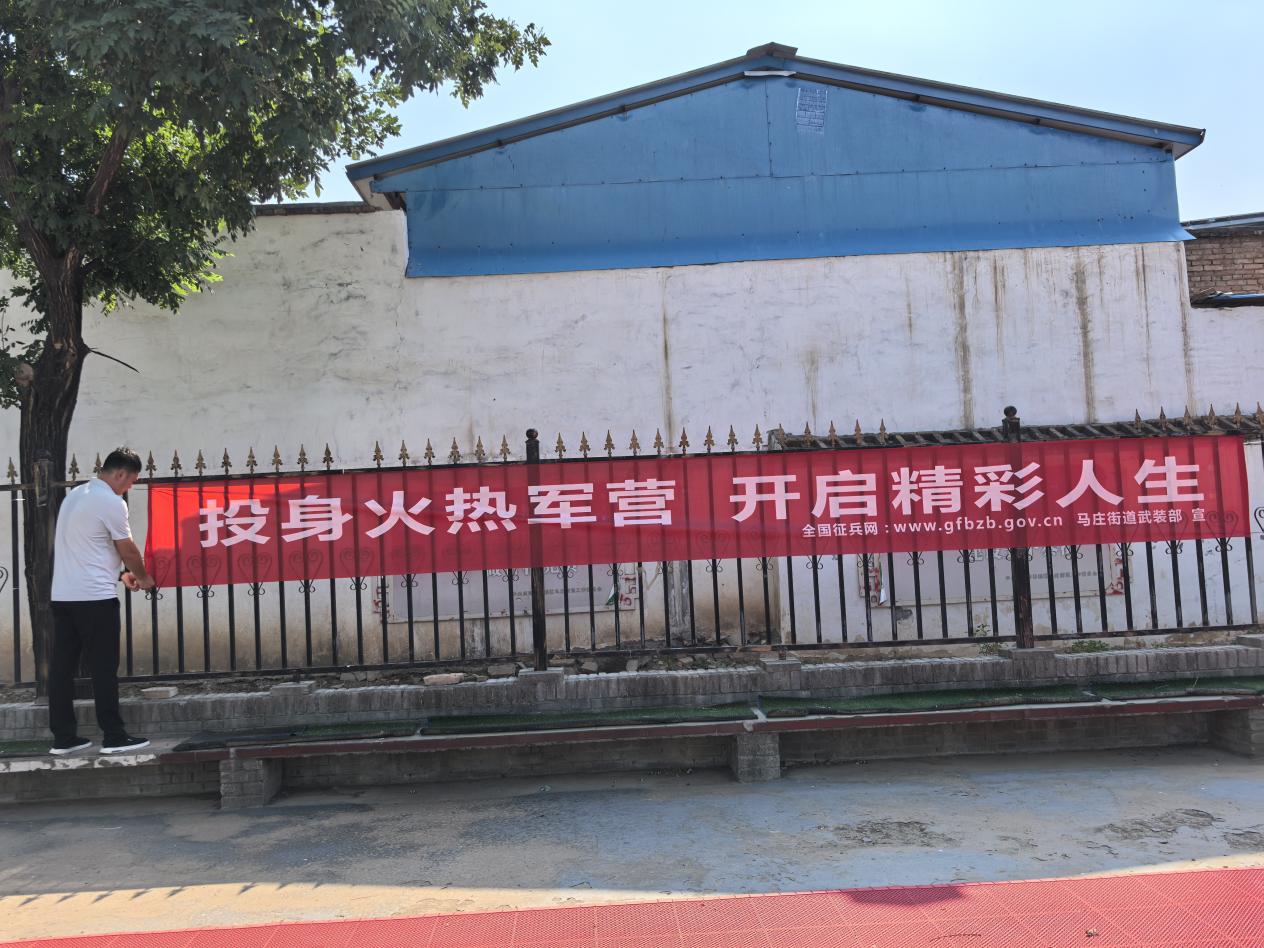 投身火热军营 开启精彩人生
全国征兵网：www.gfbzb.gov.cn 马庄街道武装部 宣